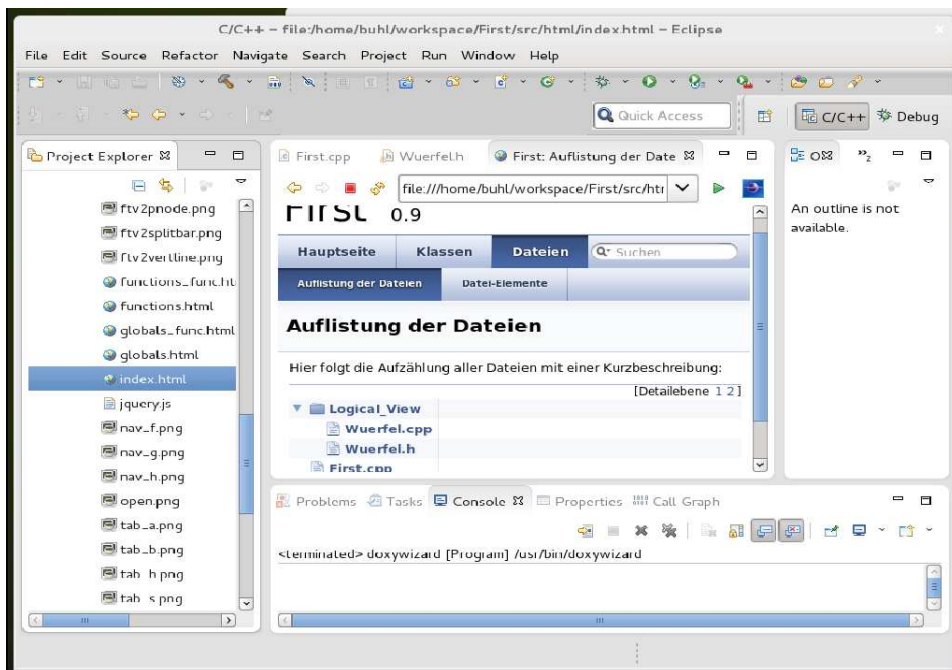 C/C++ – file:/home/buhl/workspace/First/src/html/index.html – Eclipse
File Edit Source Refactor Navigate Search Project Run Window Help
Quick Access
C/C++
Debug
Project Explorer
ftv2pnode.png
ftv2splitbar.png
ftv2vertline.png
functions_func.ht
functions.html
globals_func.html
globals.html
index.html
jquery.js
nav_f.png
nav_g.png
nav_h.png
open.png
tab_a.png
tab_b.png
tab_h.png
tab_s.png
First.cpp
Wuerfel.h
First: Auflistung der Date
file:///home/buhl/workspace/First/src/htr
First 0.9
Hauptseite Klassen Dateien Suchen
Auflistung der Dateien Datei-Elemente
Auflistung der Dateien
Hier folgt die Aufzählung aller Dateien mit einer Kurzbeschreibung:
[Detailebene 1 2]
Logical_View
Wuerfel.cpp
Wuerfel.h
First.cpp
O
»2
An outline is not
available.
Problems Tasks Console Properties Call Graph
<terminated> doxywizard [Program] /usr/bin/doxywizard